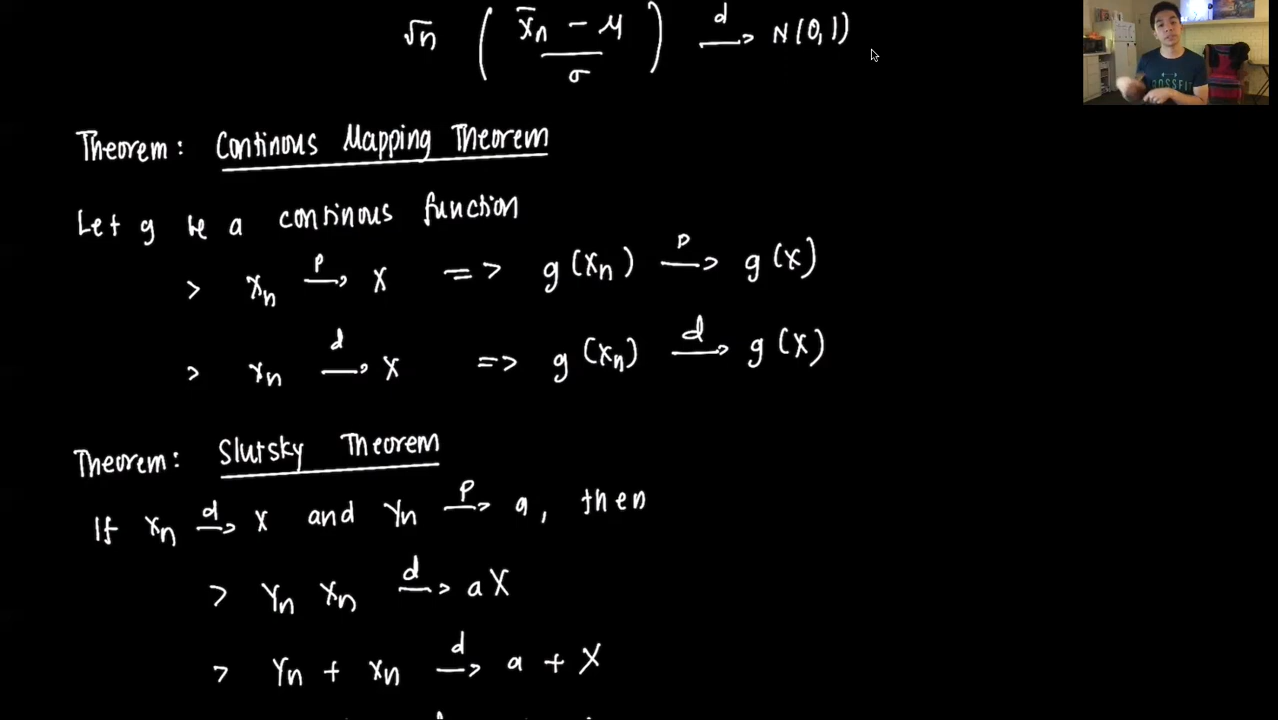 √n ( (x̄n − μ) / σ ) →d N(0,1)
Theorem: Continous Mapping Theorem
Let g be a continous function
> Xn →p X => g(Xn) →p g(X)
> Xn →d X => g(Xn) →d g(X)
Theorem: Slutsky Theorem
If Xn →d X and Yn →p a, then
> Yn Xn →d aX
> Yn + Xn →d a + X